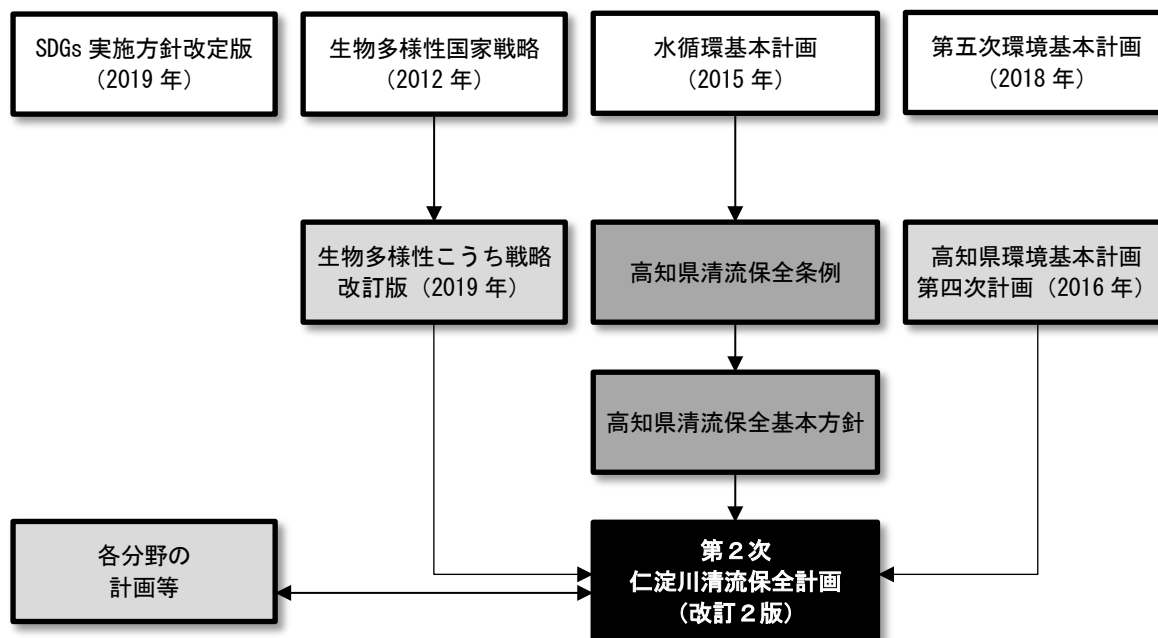 SDGs 実施方針改定版
（2019 年）
生物多様性国家戦略
（2012 年）
水循環基本計画
（2015 年）
第五次環境基本計画
（2018 年）
生物多様性こうち戦略
改訂版（2019 年）
高知県清流保全条例
高知県環境基本計画
第四次計画（2016 年）
高知県清流保全基本方針
各分野の
計画等
第２次
仁淀川清流保全計画
（改訂２版）